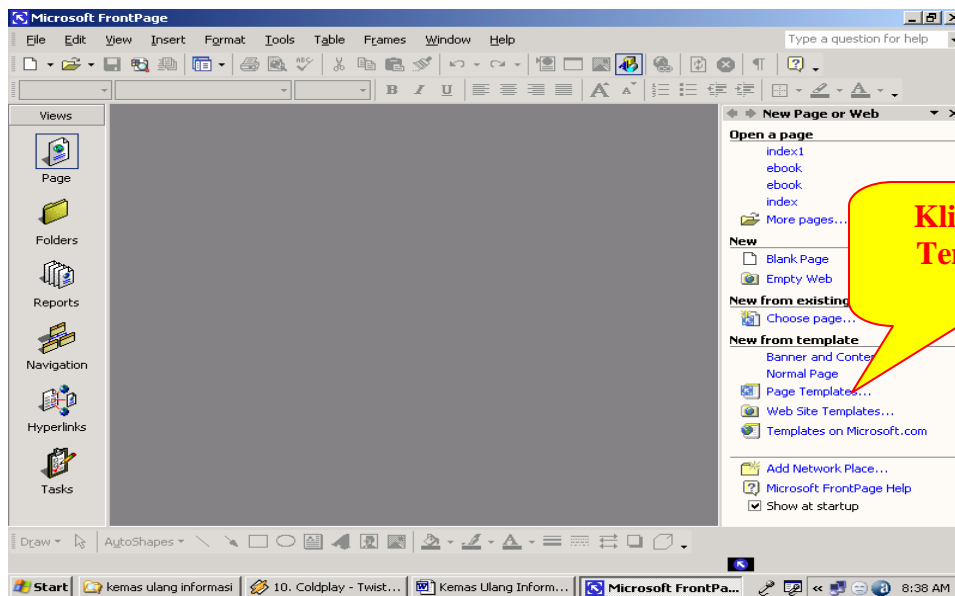 Microsoft FrontPage
File Edit View Insert Format Tools Table Frames Window Help
Type a question for help
B I U
Views
Page
Folders
Reports
Navigation
Hyperlinks
Tasks
New Page or Web
Open a page
index1
ebook
ebook
index
More pages...
New
Blank Page
Empty Web
New from existing
Choose page...
New from template
Banner and Conte
Normal Page
Page Templates...
Web Site Templates...
Templates on Microsoft.com
Add Network Place...
Microsoft FrontPage Help
Show at startup
Kli
Te
Draw AutoShapes
Start kemas ulang informasi 10. Coldplay - Twist... Kemas Ulang Inform... Microsoft FrontPa... 8:38 AM